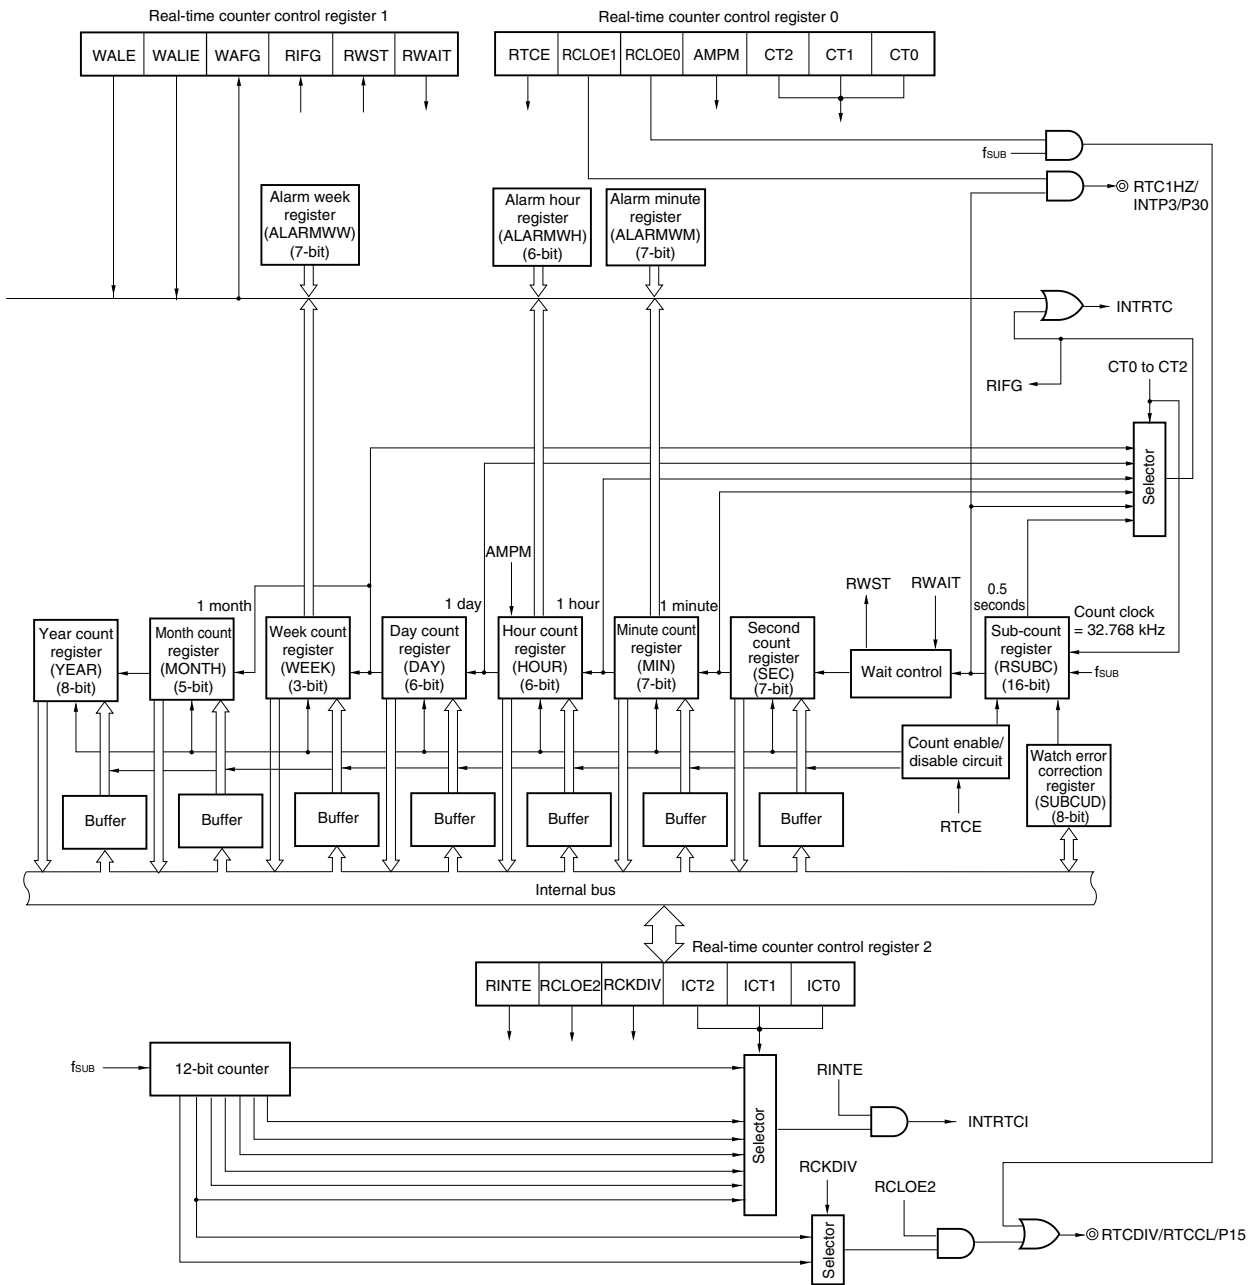 Real-time counter control register 1
Real-time counter control register 0
WALE WALIE WAFG RIFG RWST RWAIT
RTCE RCLOE1 RCLOE0 AMPM CT2 CT1 CT0
fSUB
RTC1HZ/
INTP3/P30
Alarm week
register
(ALARMWW)
(7-bit)
Alarm hour
register
(ALARMWH)
(6-bit)
Alarm minute
register
(ALARMWM)
(7-bit)
INTRTC
RIFG
CT0 to CT2
Selector
AMPM
RWST
RWAIT
0.5
seconds
Count clock
= 32.768 kHz
1 month
1 day
1 hour
1 minute
Year count
register
(YEAR)
(8-bit)
Month count
register
(MONTH)
(5-bit)
Week count
register
(WEEK)
(3-bit)
Day count
register
(DAY)
(6-bit)
Hour count
register
(HOUR)
(6-bit)
Minute count
register
(MIN)
(7-bit)
Second
count
register
(SEC)
(7-bit)
Wait control
Sub-count
register
(RSUBC)
(16-bit)
fSUB
Count enable/
disable circuit
RTCE
Watch error
correction
register
(SUBCUD)
(8-bit)
Buffer
Buffer
Buffer
Buffer
Buffer
Buffer
Buffer
Internal bus
Real-time counter control register 2
RINTE RCLOE2 RCKDIV ICT2 ICT1 ICT0
fSUB
12-bit counter
Selector
RINTE
INTRTCI
RCKDIV
RCLOE2
Selector
RTCDIV/RTCCL/P15